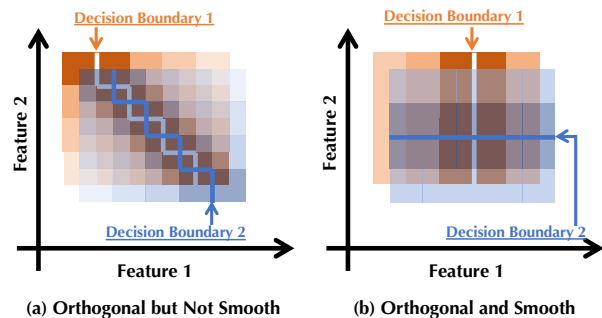 Decision Boundary 1
Feature 2
Decision Boundary 2
Feature 1
(a) Orthogonal but Not Smooth
Decision Boundary 1
Feature 2
Decision Boundary 2
Feature 1
(b) Orthogonal and Smooth